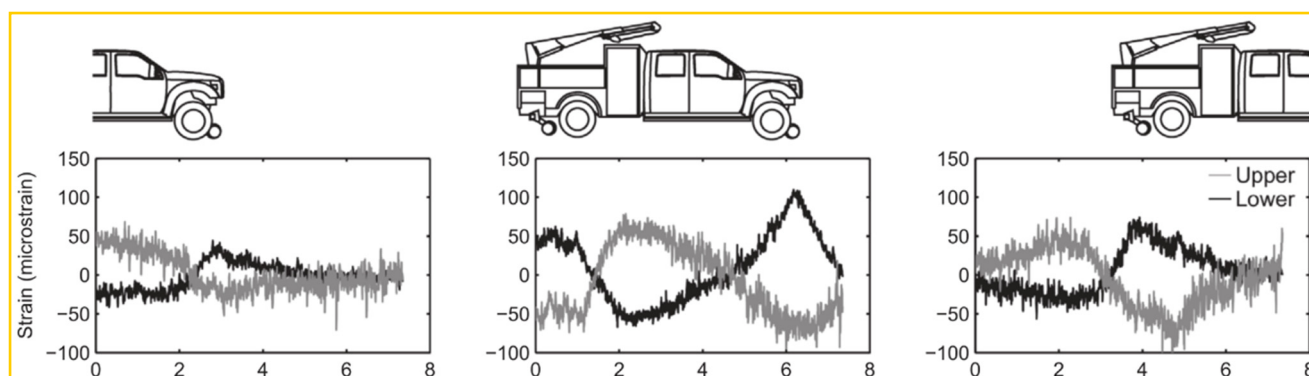 150 150 150
100 100 100 Upper
Lower
50 50 50
0 0 0
−50 −50 −50
−100 −100 −100
0 2 4 6 8 0 2 4 6 8 0 2 4 6 8
Strain (microstrain)